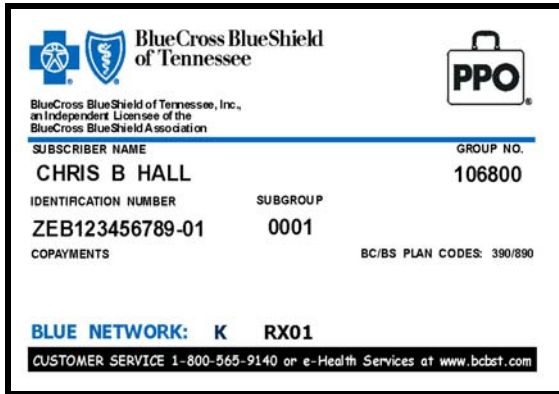 BlueCross BlueShield
of Tennessee
PPO
BlueCross BlueShield of Tennessee, Inc.,
an Independent Licensee of the
BlueCross BlueShield Association
SUBSCRIBER NAME GROUP NO.
CHRIS B HALL 106800
IDENTIFICATION NUMBER SUBGROUP
ZEB123456789-01 0001
COPAYMENTS BC/BS PLAN CODES: 390/890
BLUE NETWORK: K RX01
CUSTOMER SERVICE 1-800-565-9140 or e-Health Services at www.bcbst.com